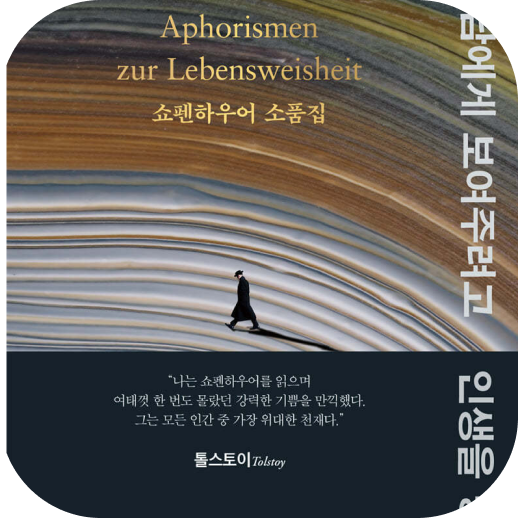 Aphorismen
zur Lebensweisheit
쇼펜하우어 소품집
에게 보여주려고 인생을
“나는 쇼펜하우어를 읽으며
여태껏 한 번도 몰랐던 강력한 기쁨을 만끽했다.
그는 모든 인간 중 가장 위대한 천재다.”
톨스토이 Tolstoy